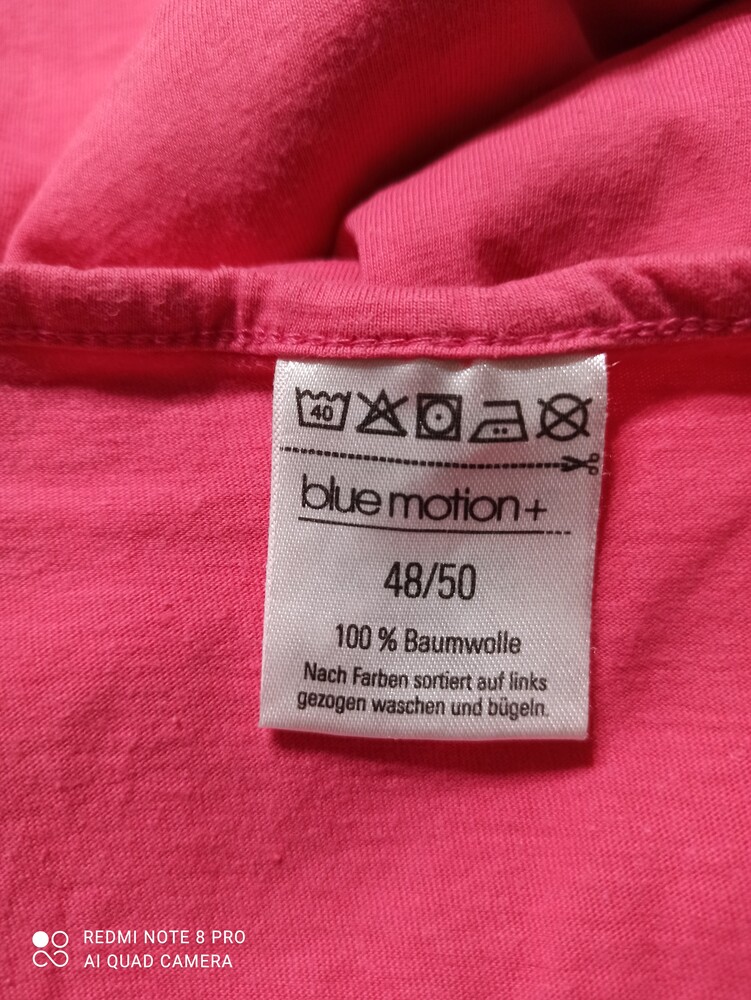 40
blue motion+
48/50
100 % Baumwolle
Nach Farben sortiert auf links
gezogen waschen und bügeln.
REDMI NOTE 8 PRO
AI QUAD CAMERA